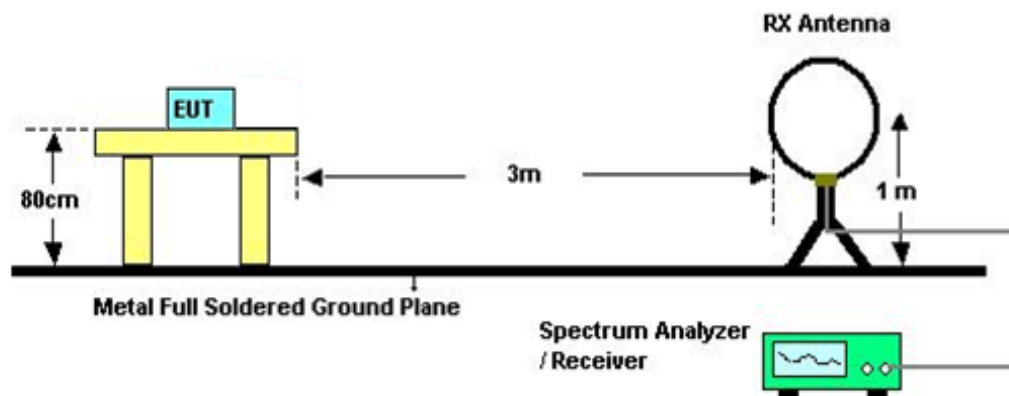 RX Antenna
EUT
80cm
3m
1 m
Metal Full Soldered Ground Plane
Spectrum Analyzer
/ Receiver